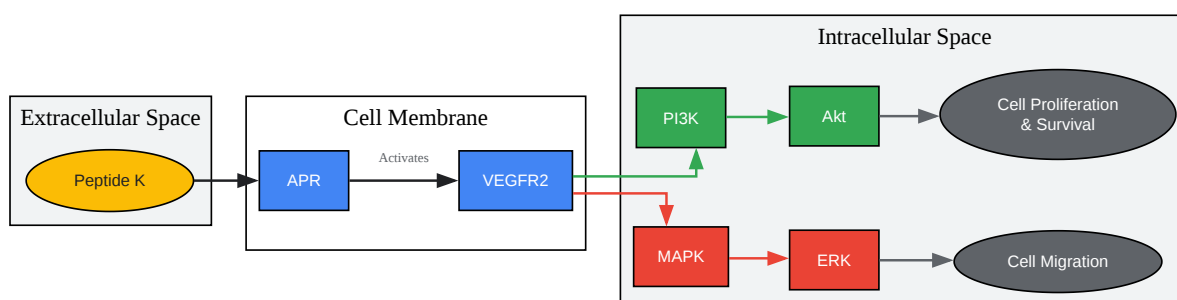 Extracellular Space
Peptide K
Cell Membrane
APR
Activates
VEGFR2
Intracellular Space
PI3K
Akt
Cell Proliferation
& Survival
MAPK
ERK
Cell Migration